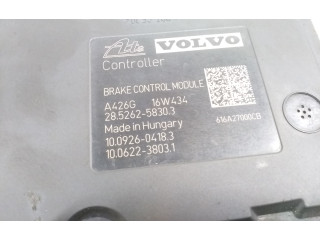 Ate VOLVO
Controller
BRAKE CONTROL MODULE
A426G 16W434
28.5262-5830.3
Made in Hungary 616A27000CB
10.0926-0418.3
10.0622-3803.1